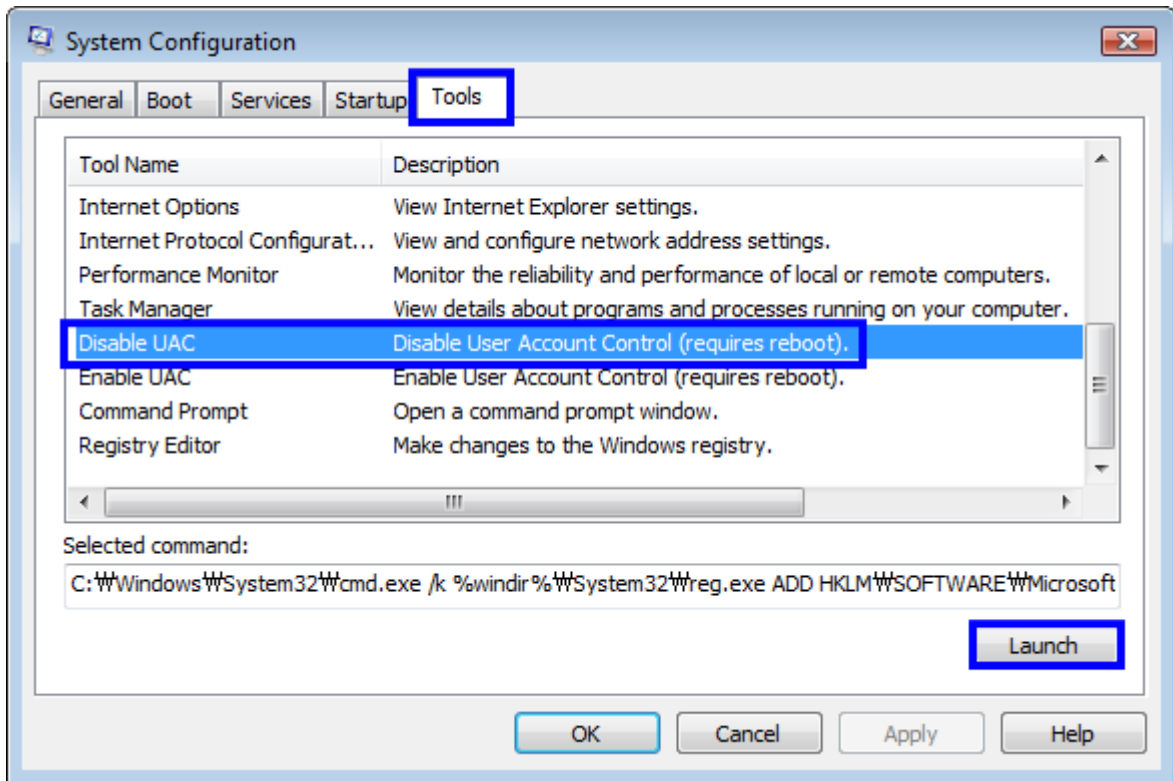 System Configuration
General Boot Services Startup Tools
Tool Name Description
Internet Options View Internet Explorer settings.
Internet Protocol Configurat... View and configure network address settings.
Performance Monitor Monitor the reliability and performance of local or remote computers.
Task Manager View details about programs and processes running on your computer.
Disable UAC Disable User Account Control (requires reboot).
Enable UAC Enable User Account Control (requires reboot).
Command Prompt Open a command prompt window.
Registry Editor Make changes to the Windows registry.
Selected command:
C:₩Windows₩System32₩cmd.exe /k %windir%₩System32₩reg.exe ADD HKLM₩SOFTWARE₩Microsoft
Launch
OK Cancel Apply Help